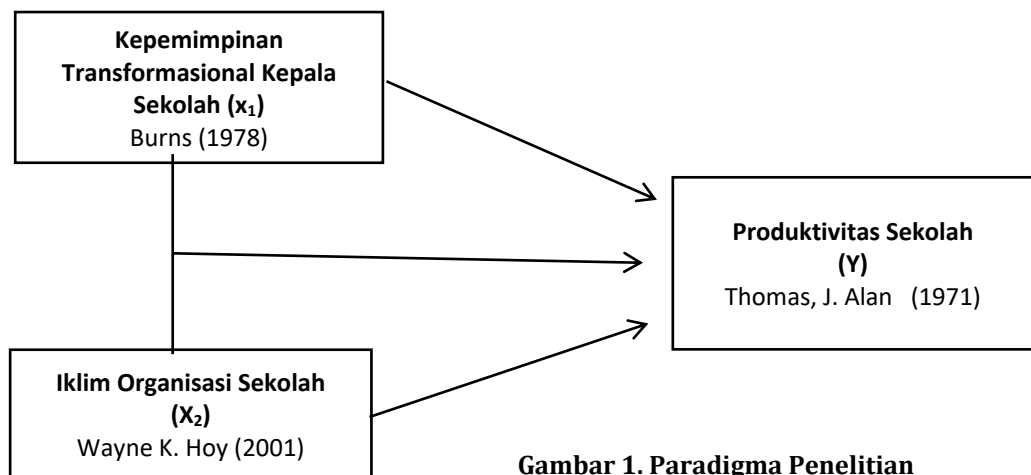 Kepemimpinan
Transformasional Kepala
Sekolah (x₁)
Burns (1978)
Produktivitas Sekolah
(Y)
Thomas, J. Alan (1971)
Iklim Organisasi Sekolah
(X₂)
Wayne K. Hoy (2001)
Gambar 1. Paradigma Penelitian